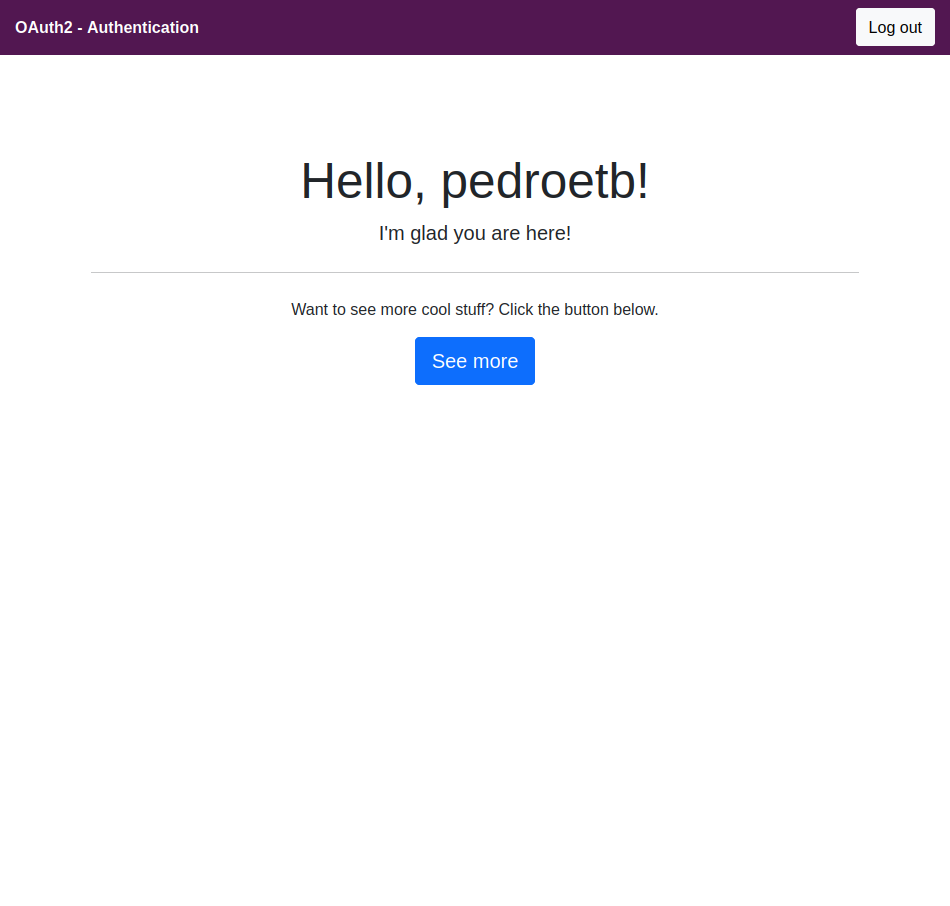 OAuth2 - Authentication
Log out
Hello, pedroetb!
I'm glad you are here!
Want to see more cool stuff? Click the button below.
See more